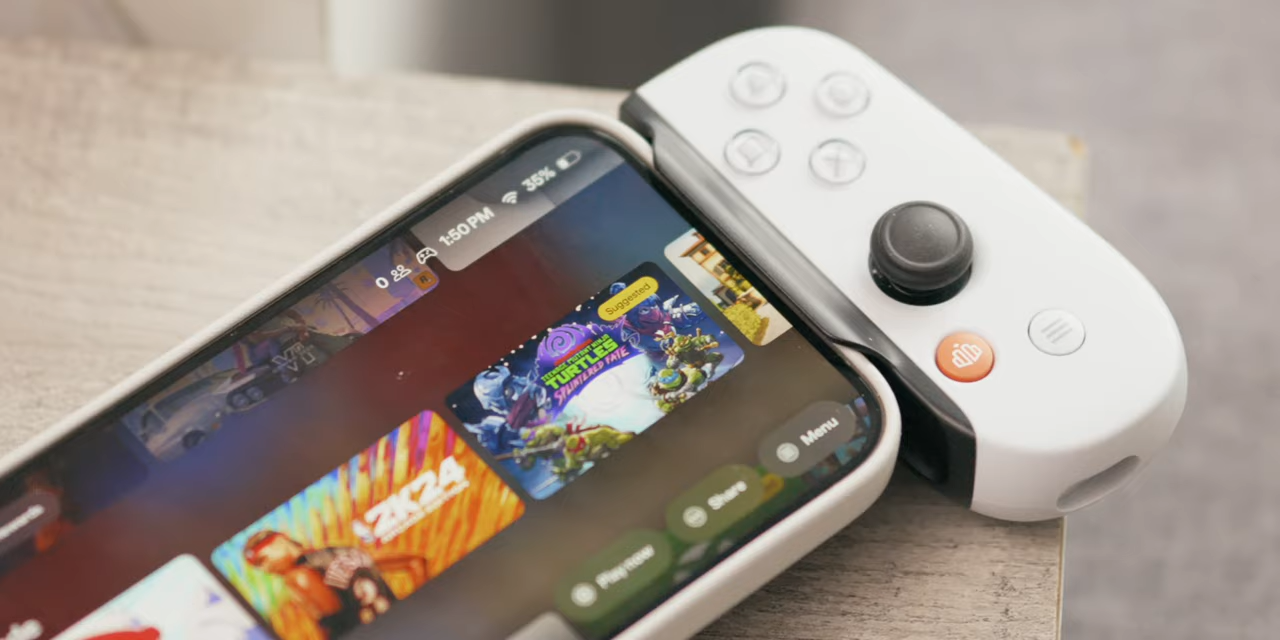 0 1:50 PM 35%
Suggested
TEENAGE MUTANT NINJA
TURTLES
SPLINTERED FATE
2K24
Menu
Share
Play now